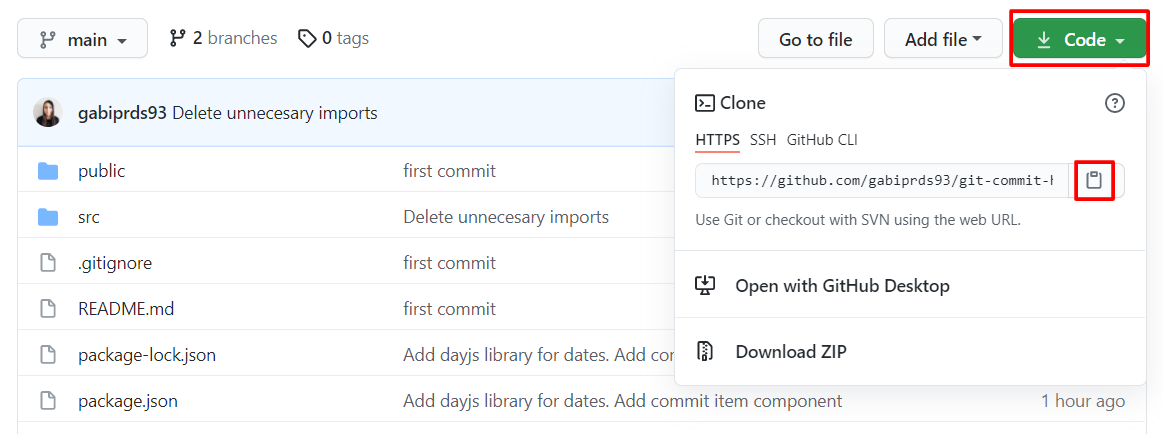 main 2 branches 0 tags Go to file Add file Code
gabiprds93 Delete unnecesary imports
public first commit
src Delete unnecesary imports
.gitignore first commit
README.md first commit
package-lock.json Add dayjs library for dates. Add com
package.json Add dayjs library for dates. Add commit item component 1 hour ago
Clone
HTTPS SSH GitHub CLI
https://github.com/gabiprds93/git-commit-h
Use Git or checkout with SVN using the web URL.
Open with GitHub Desktop
Download ZIP